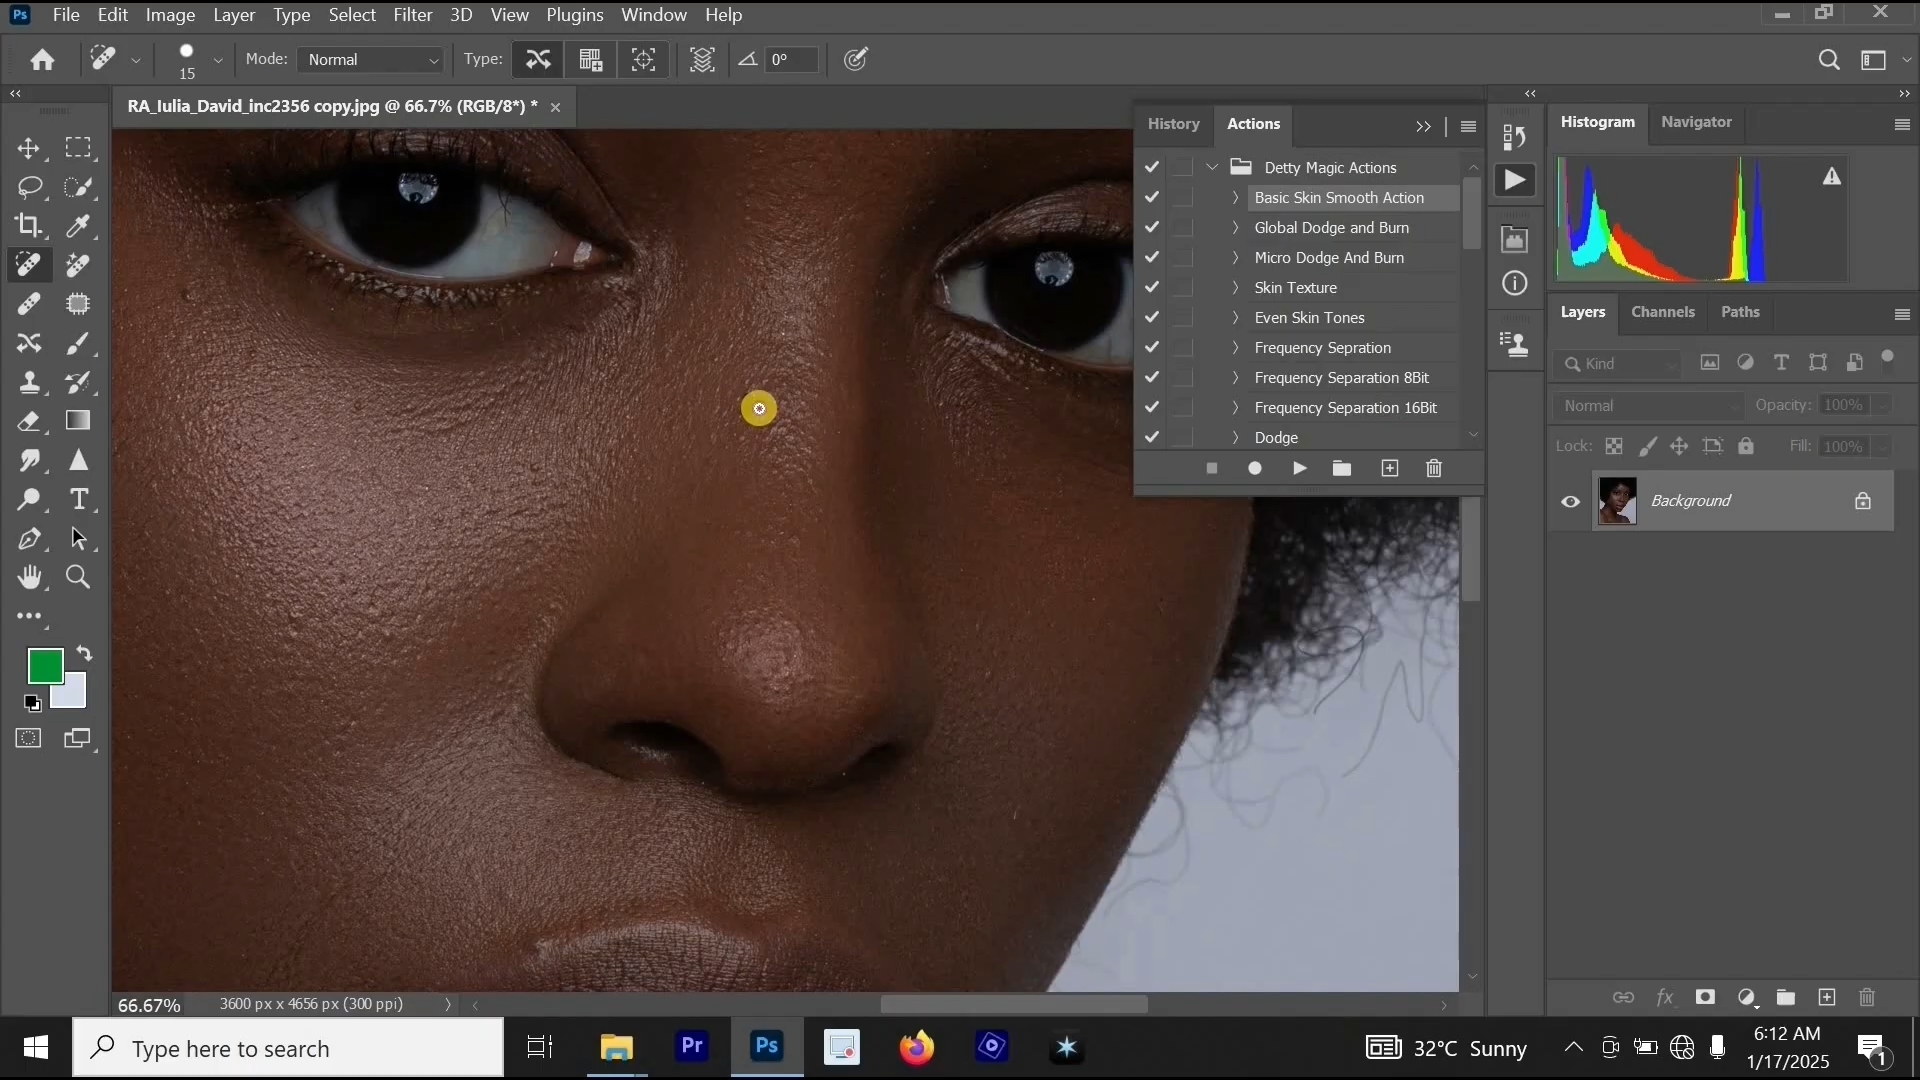 Ps File Edit Image Layer Type Select Filter 3D View Plugins Window Help
15 Mode: Normal Type: 0°
RA_Iulia_David_inc2356 copy.jpg @ 66.7% (RGB/8*) *
History Actions
Detty Magic Actions
Basic Skin Smooth Action
Global Dodge and Burn
Micro Dodge And Burn
Skin Texture
Even Skin Tones
Frequency Sepration
Frequency Separation 8Bit
Frequency Separation 16Bit
Dodge
Histogram Navigator
Layers Channels Paths
Kind
Normal Opacity: 100%
Lock: Fill: 100%
Background
fx
66.67% 3600 px x 4656 px (300 ppi)
Type here to search
Pr Ps
32°C Sunny
6:12 AM
1/17/2025
1